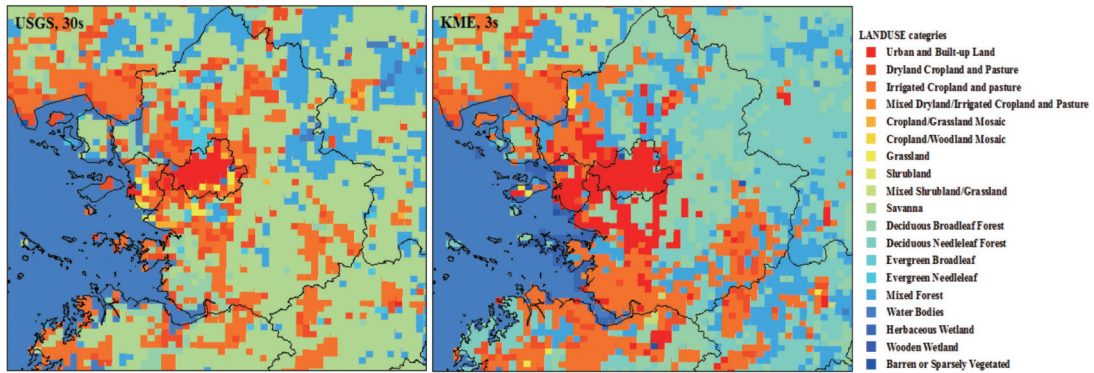 USGS, 30s
KME, 3s
LANDUSE categries
Urban and Built-up Land
Dryland Cropland and Pasture
Irrigated Cropland and pasture
Mixed Dryland/Irrigated Cropland and Pasture
Cropland/Grassland Mosaic
Cropland/Woodland Mosaic
Grassland
Shrubland
Mixed Shrubland/Grassland
Savanna
Deciduous Broadleaf Forest
Deciduous Needleleaf Forest
Evergreen Broadleaf
Evergreen Needleleaf
Mixed Forest
Water Bodies
Herbaceous Wetland
Wooden Wetland
Barren or Sparsely Vegetated